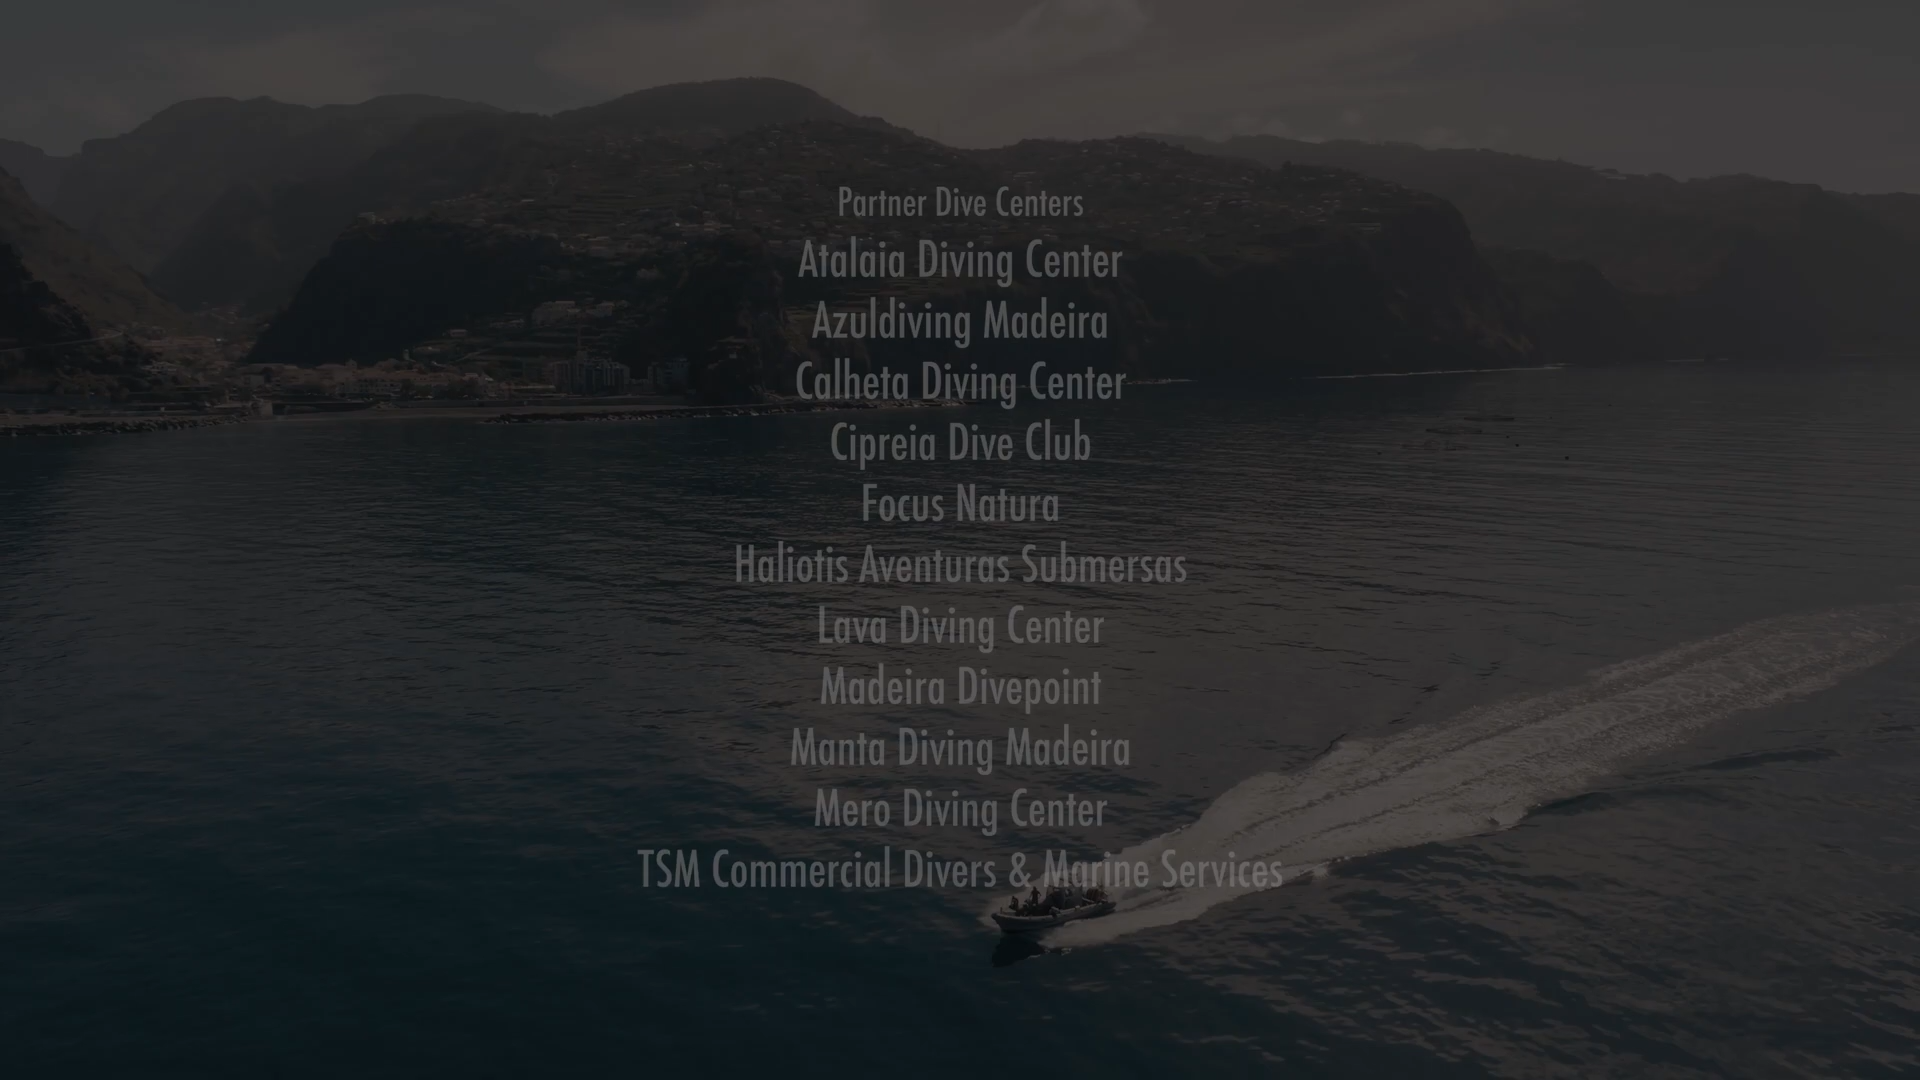 Partner Dive Centers
Atalaia Diving Center
Azuldiving Madeira
Calheta Diving Center
Cipreia Dive Club
Focus Natura
Haliotis Aventuras Submersas
Lava Diving Center
Madeira Divepoint
Manta Diving Madeira
Mero Diving Center
TSM Commercial Divers & Marine Services